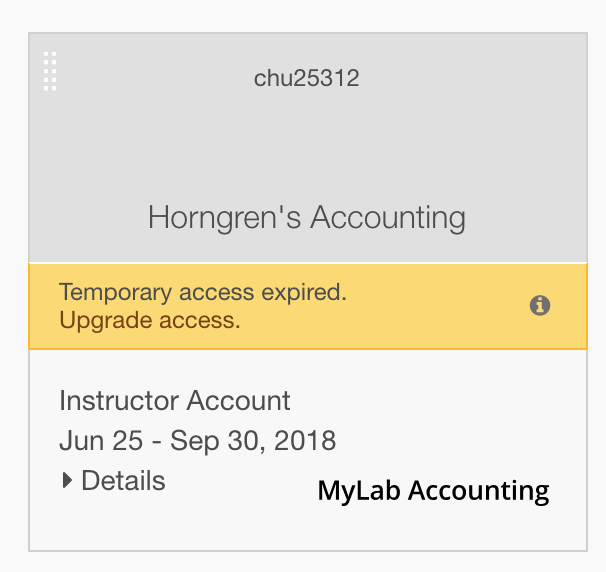 chu25312
Horngren's Accounting
Temporary access expired.
Upgrade access.
Instructor Account
Jun 25 - Sep 30, 2018
Details
MyLab Accounting